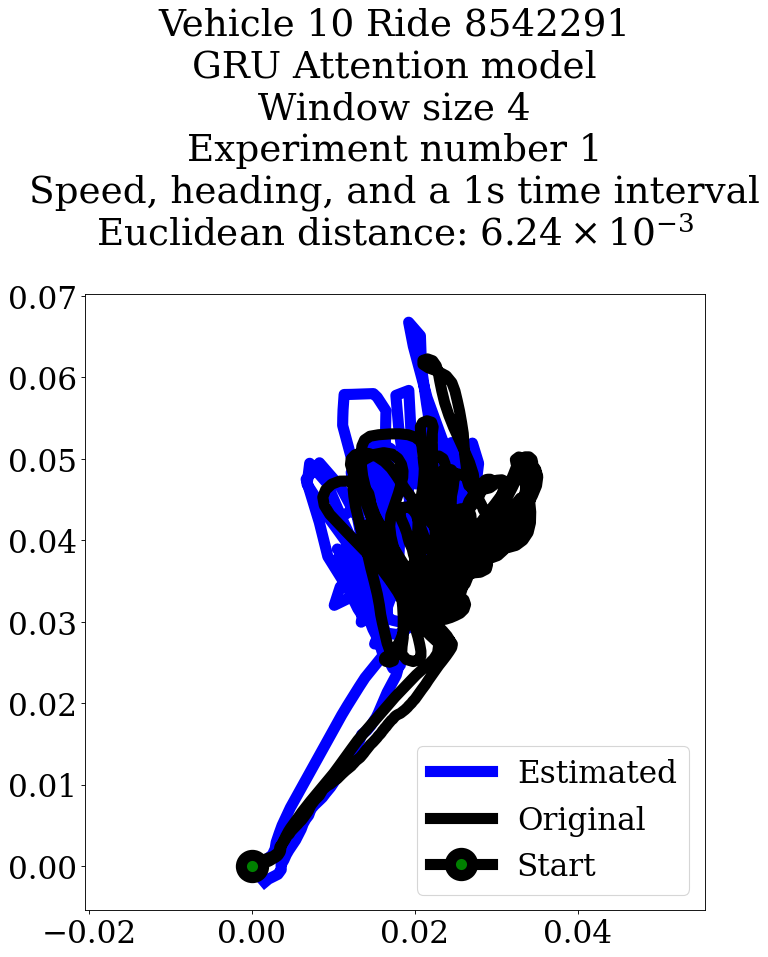 Vehicle 10 Ride 8542291
GRU Attention model
Window size 4
Experiment number 1
Speed, heading, and a 1s time interval
Euclidean distance: 6.24 × 10⁻³
0.07
0.06
0.05
0.04
0.03
0.02
0.01
0.00
Estimated
Original
Start
−0.02
0.00
0.02
0.04